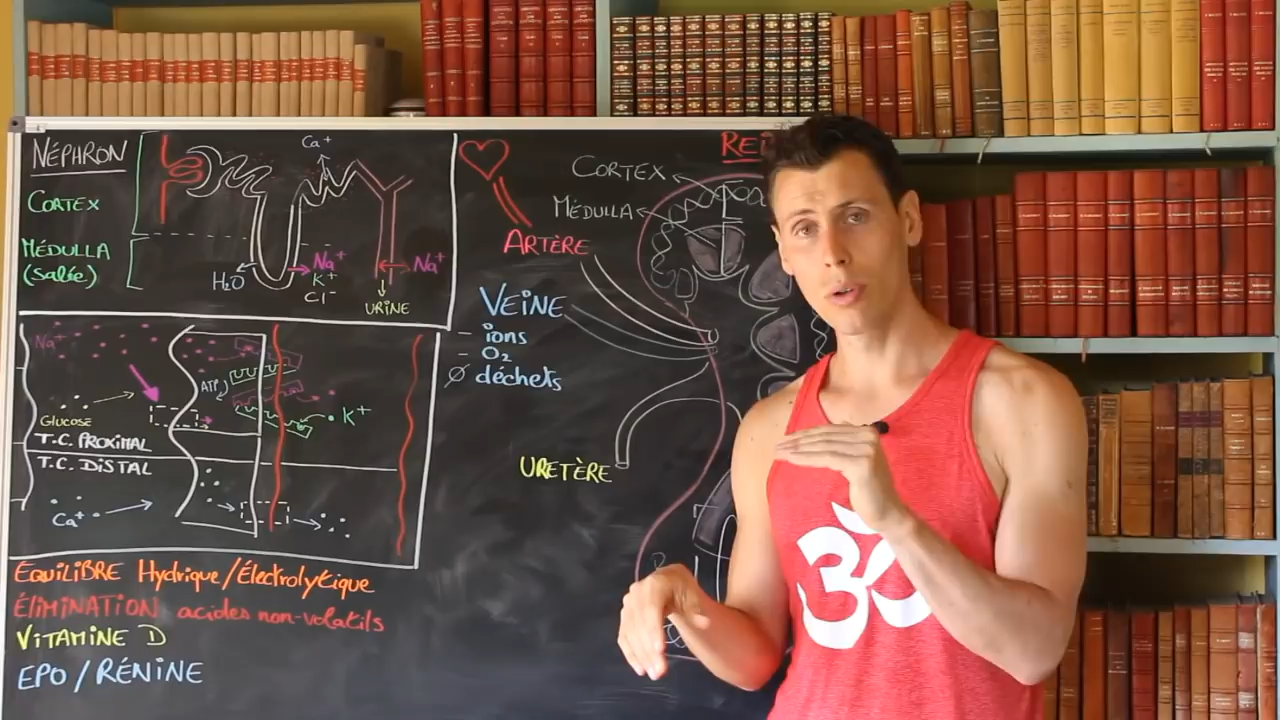 NÉPHRON
CORTEX
MÉDULLA
(salée)
Ca+
H2O
Na+
K+
Cl-
Na+
URINE
Na+
ATP
K+
GLUCOSE
T.C. PROXIMAL
T.C. DISTAL
Ca+
EQUILIBRE Hydrique/Électrolytique
ÉLIMINATION acides non-volatils
VITAMINE D
EPO/RÉNINE
REI
CORTEX
MÉDULLA
ARTÈRE
VEINE
- ions
- O2
Ø déchets
URETÈRE
ॐ